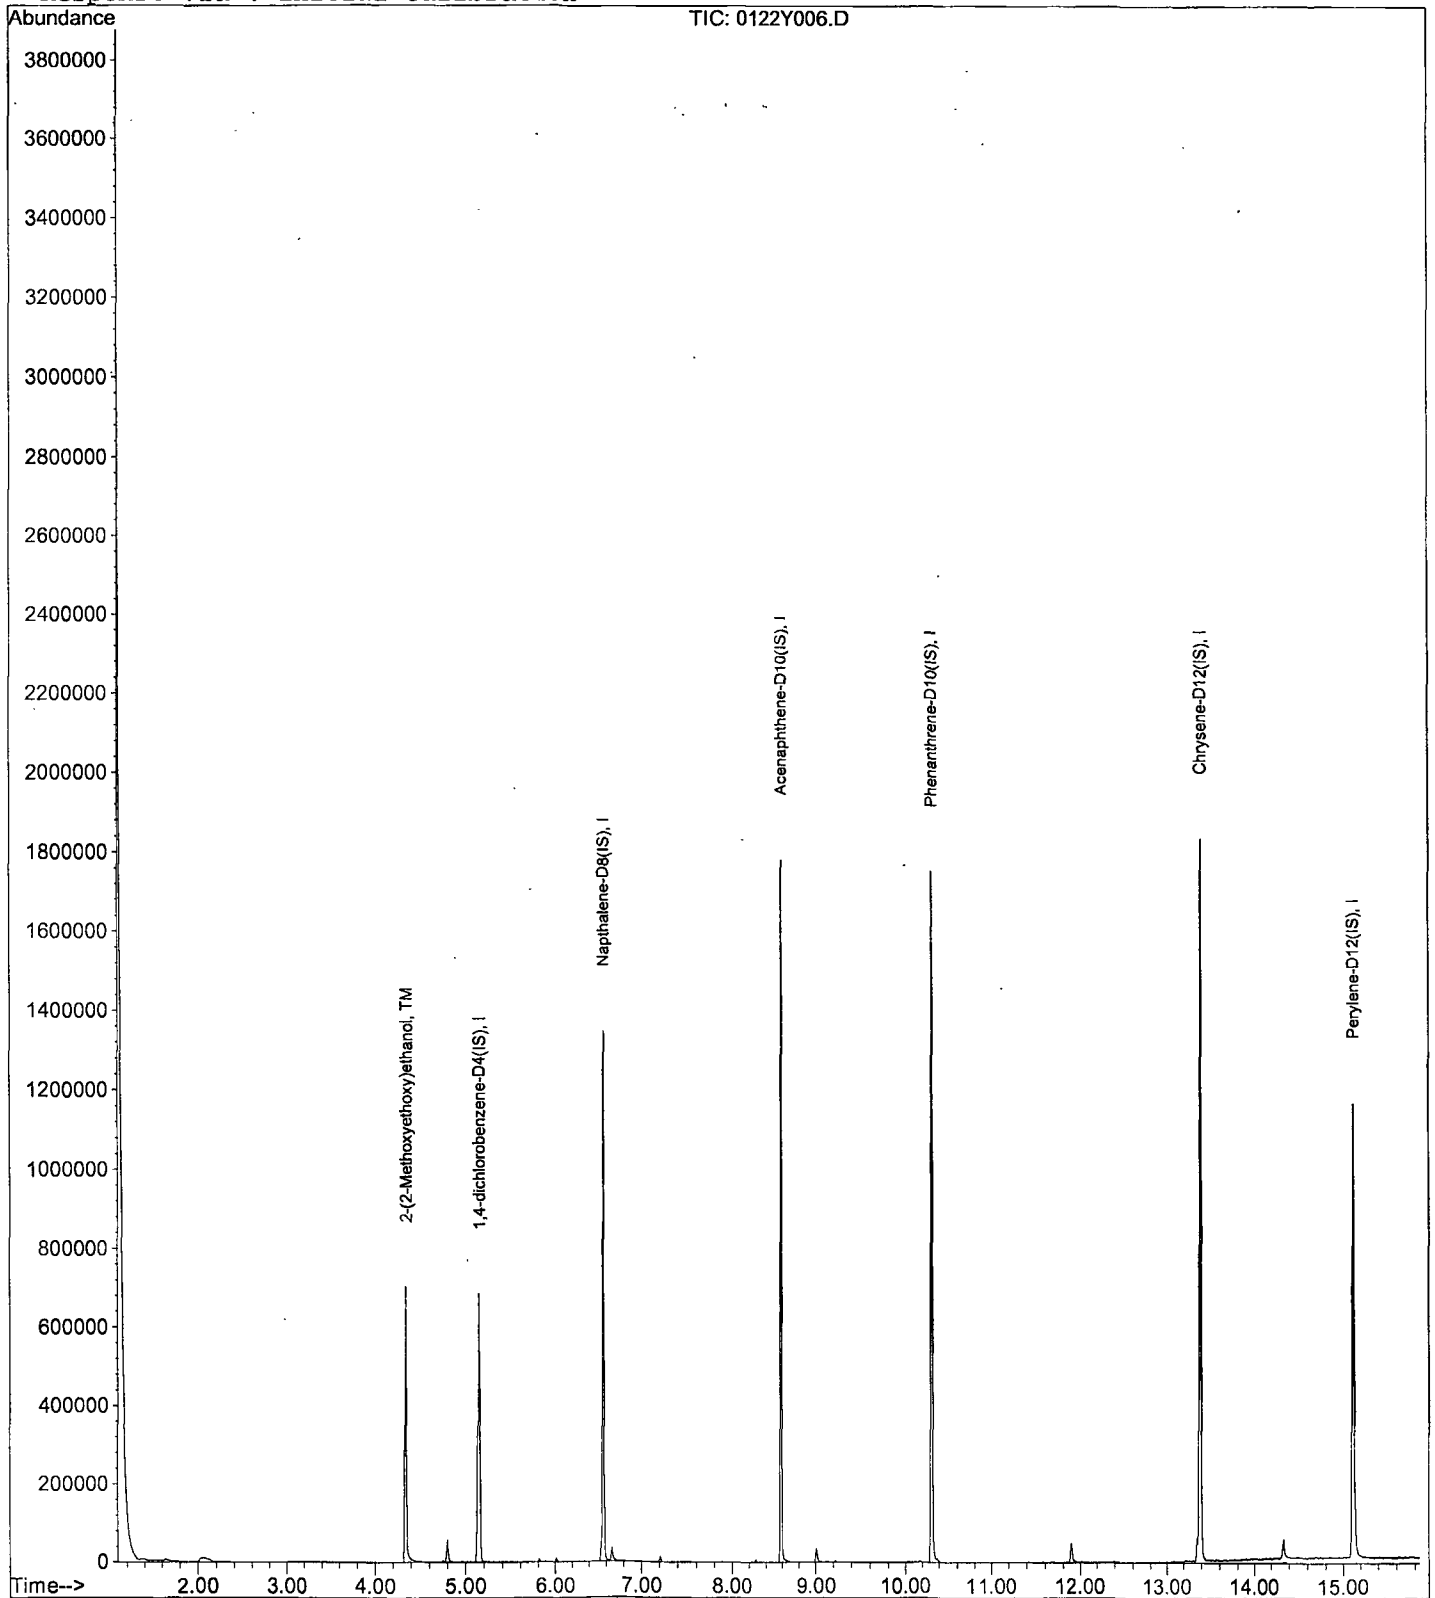 Response via : Initial Calibration
Abundance
TIC: 0122Y006.D
3800000
3600000
3400000
3200000
3000000
2800000
2600000
2400000
2200000
2000000
1800000
1600000
1400000
1200000
1000000
800000
600000
400000
200000
0
2-(2-Methoxyethoxy)ethanol, TM
1,4-dichlorobenzene-D4(IS), I
Napthalene-D8(IS), I
Acenaphthene-D10(IS), I
Phenanthrene-D10(IS), I
Chrysene-D12(IS), I
Perylene-D12(IS), I
Time--> 2.00 3.00 4.00 5.00 6.00 7.00 8.00 9.00 10.00 11.00 12.00 13.00 14.00 15.00